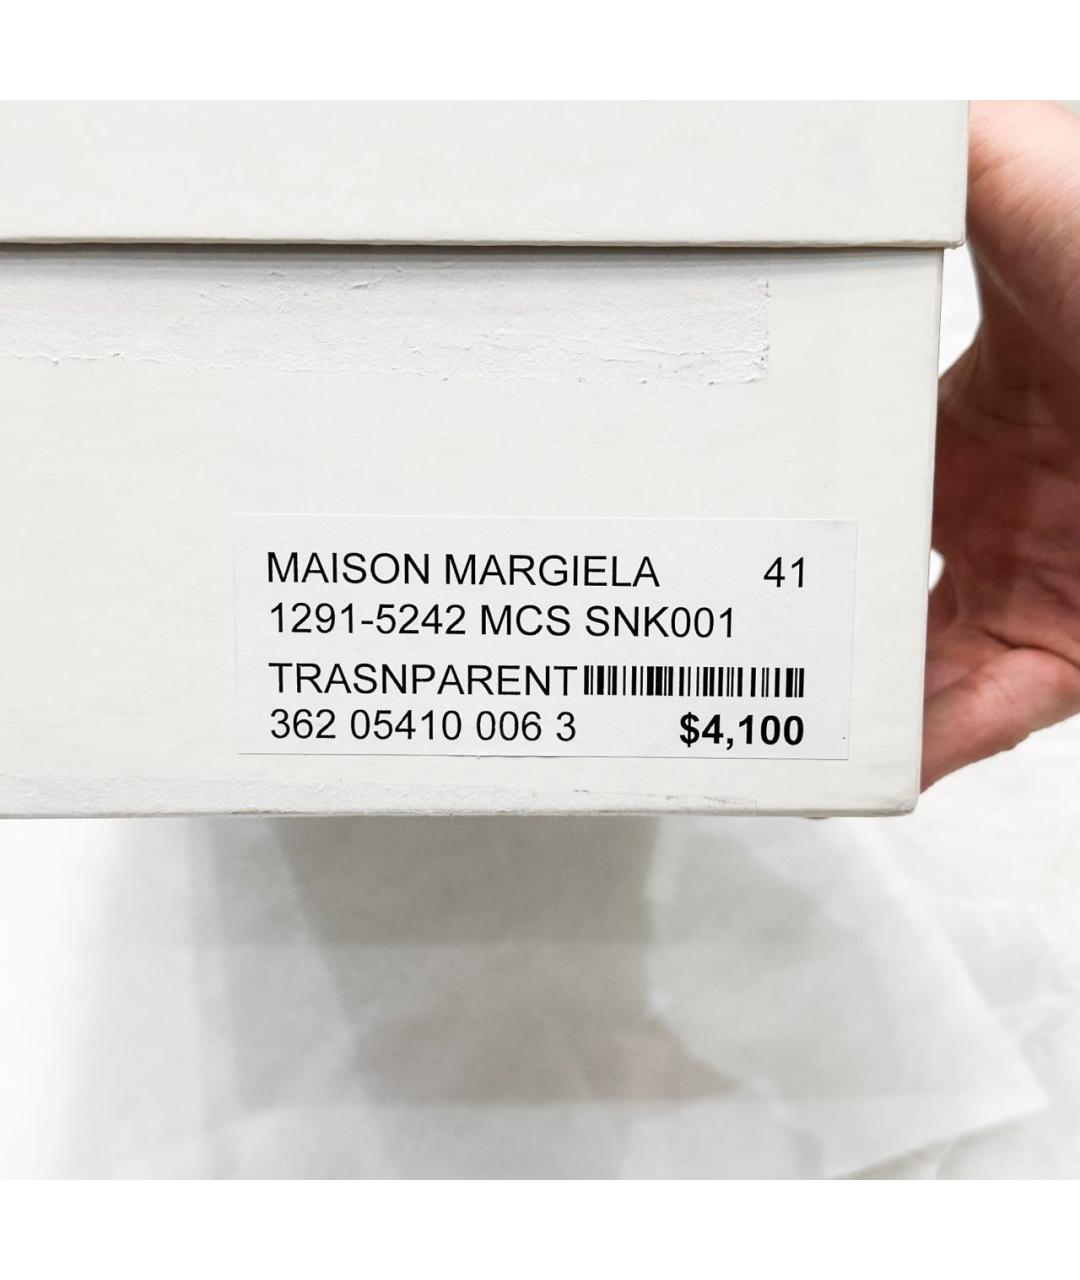 MAISON MARGIELA 41
1291-5242 MCS SNK001
TRASNPARENT
362 05410 006 3 $4,100